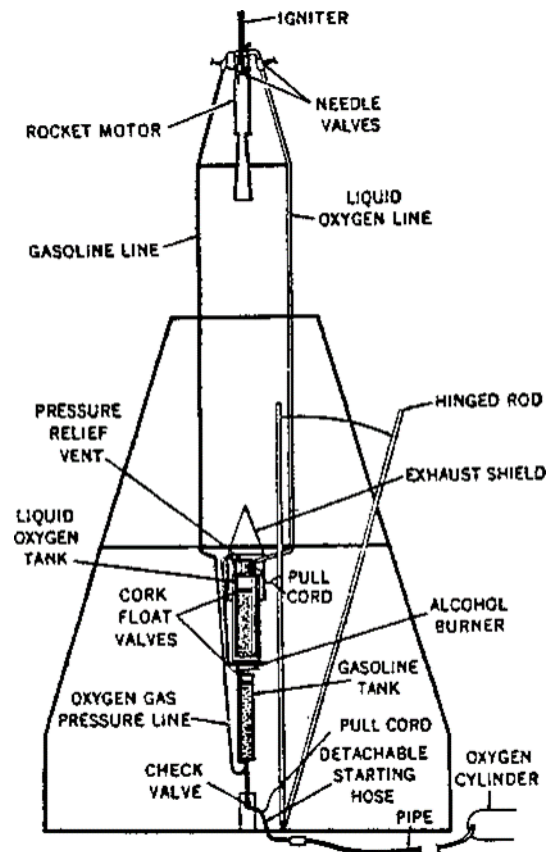 IGNITER
NEEDLE
VALVES
ROCKET MOTOR
LIQUID
OXYGEN LINE
GASOLINE LINE
HINGED ROD
PRESSURE
RELIEF
VENT
EXHAUST SHIELD
LIQUID
OXYGEN
TANK
PULL
CORD
CORK
FLOAT
VALVES
ALCOHOL
BURNER
GASOLINE
TANK
OXYGEN GAS
PRESSURE LINE
PULL CORD
CHECK
VALVE
DETACHABLE
STARTING
HOSE
OXYGEN
CYLINDER
PIPE